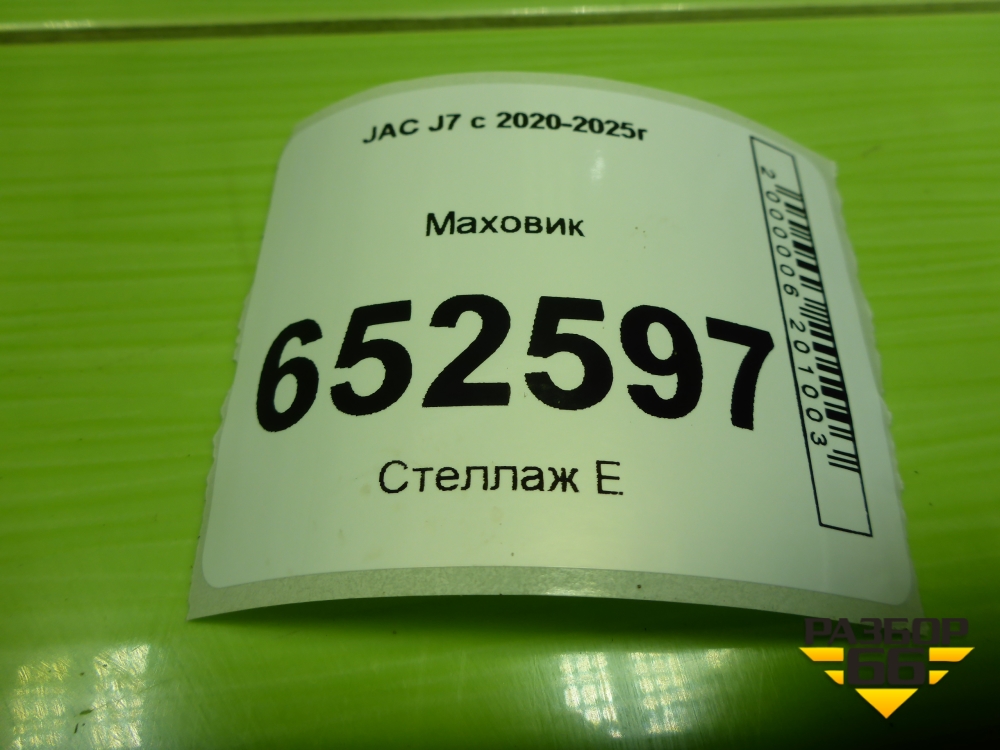 JAC J7 с 2020-2025г
Маховик
652597
Стеллаж Е
2000006201003
РАЗБОР
66